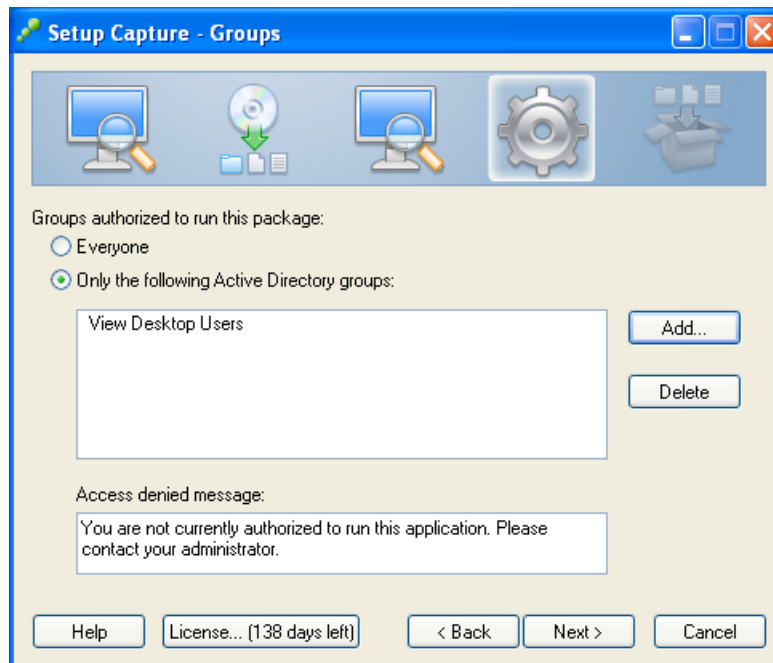 Setup Capture - Groups
Groups authorized to run this package:
Everyone
Only the following Active Directory groups:
View Desktop Users
Add...
Delete
Access denied message:
You are not currently authorized to run this application. Please
contact your administrator.
Help
License... (138 days left)
< Back
Next >
Cancel